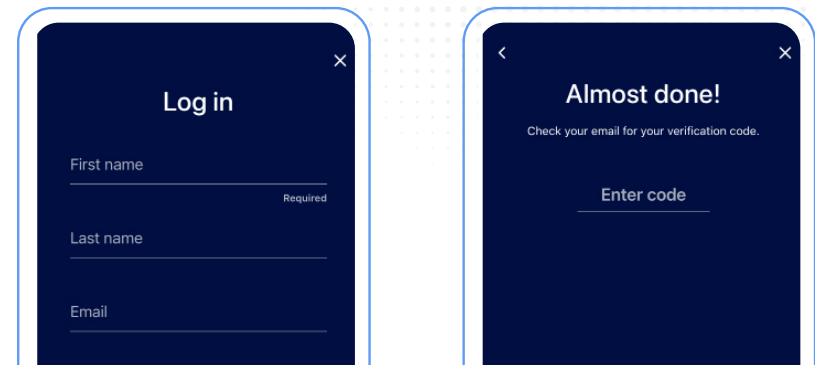 Log in
First name
Required
Last name
Email
Almost done!
Check your email for your verification code.
Enter code